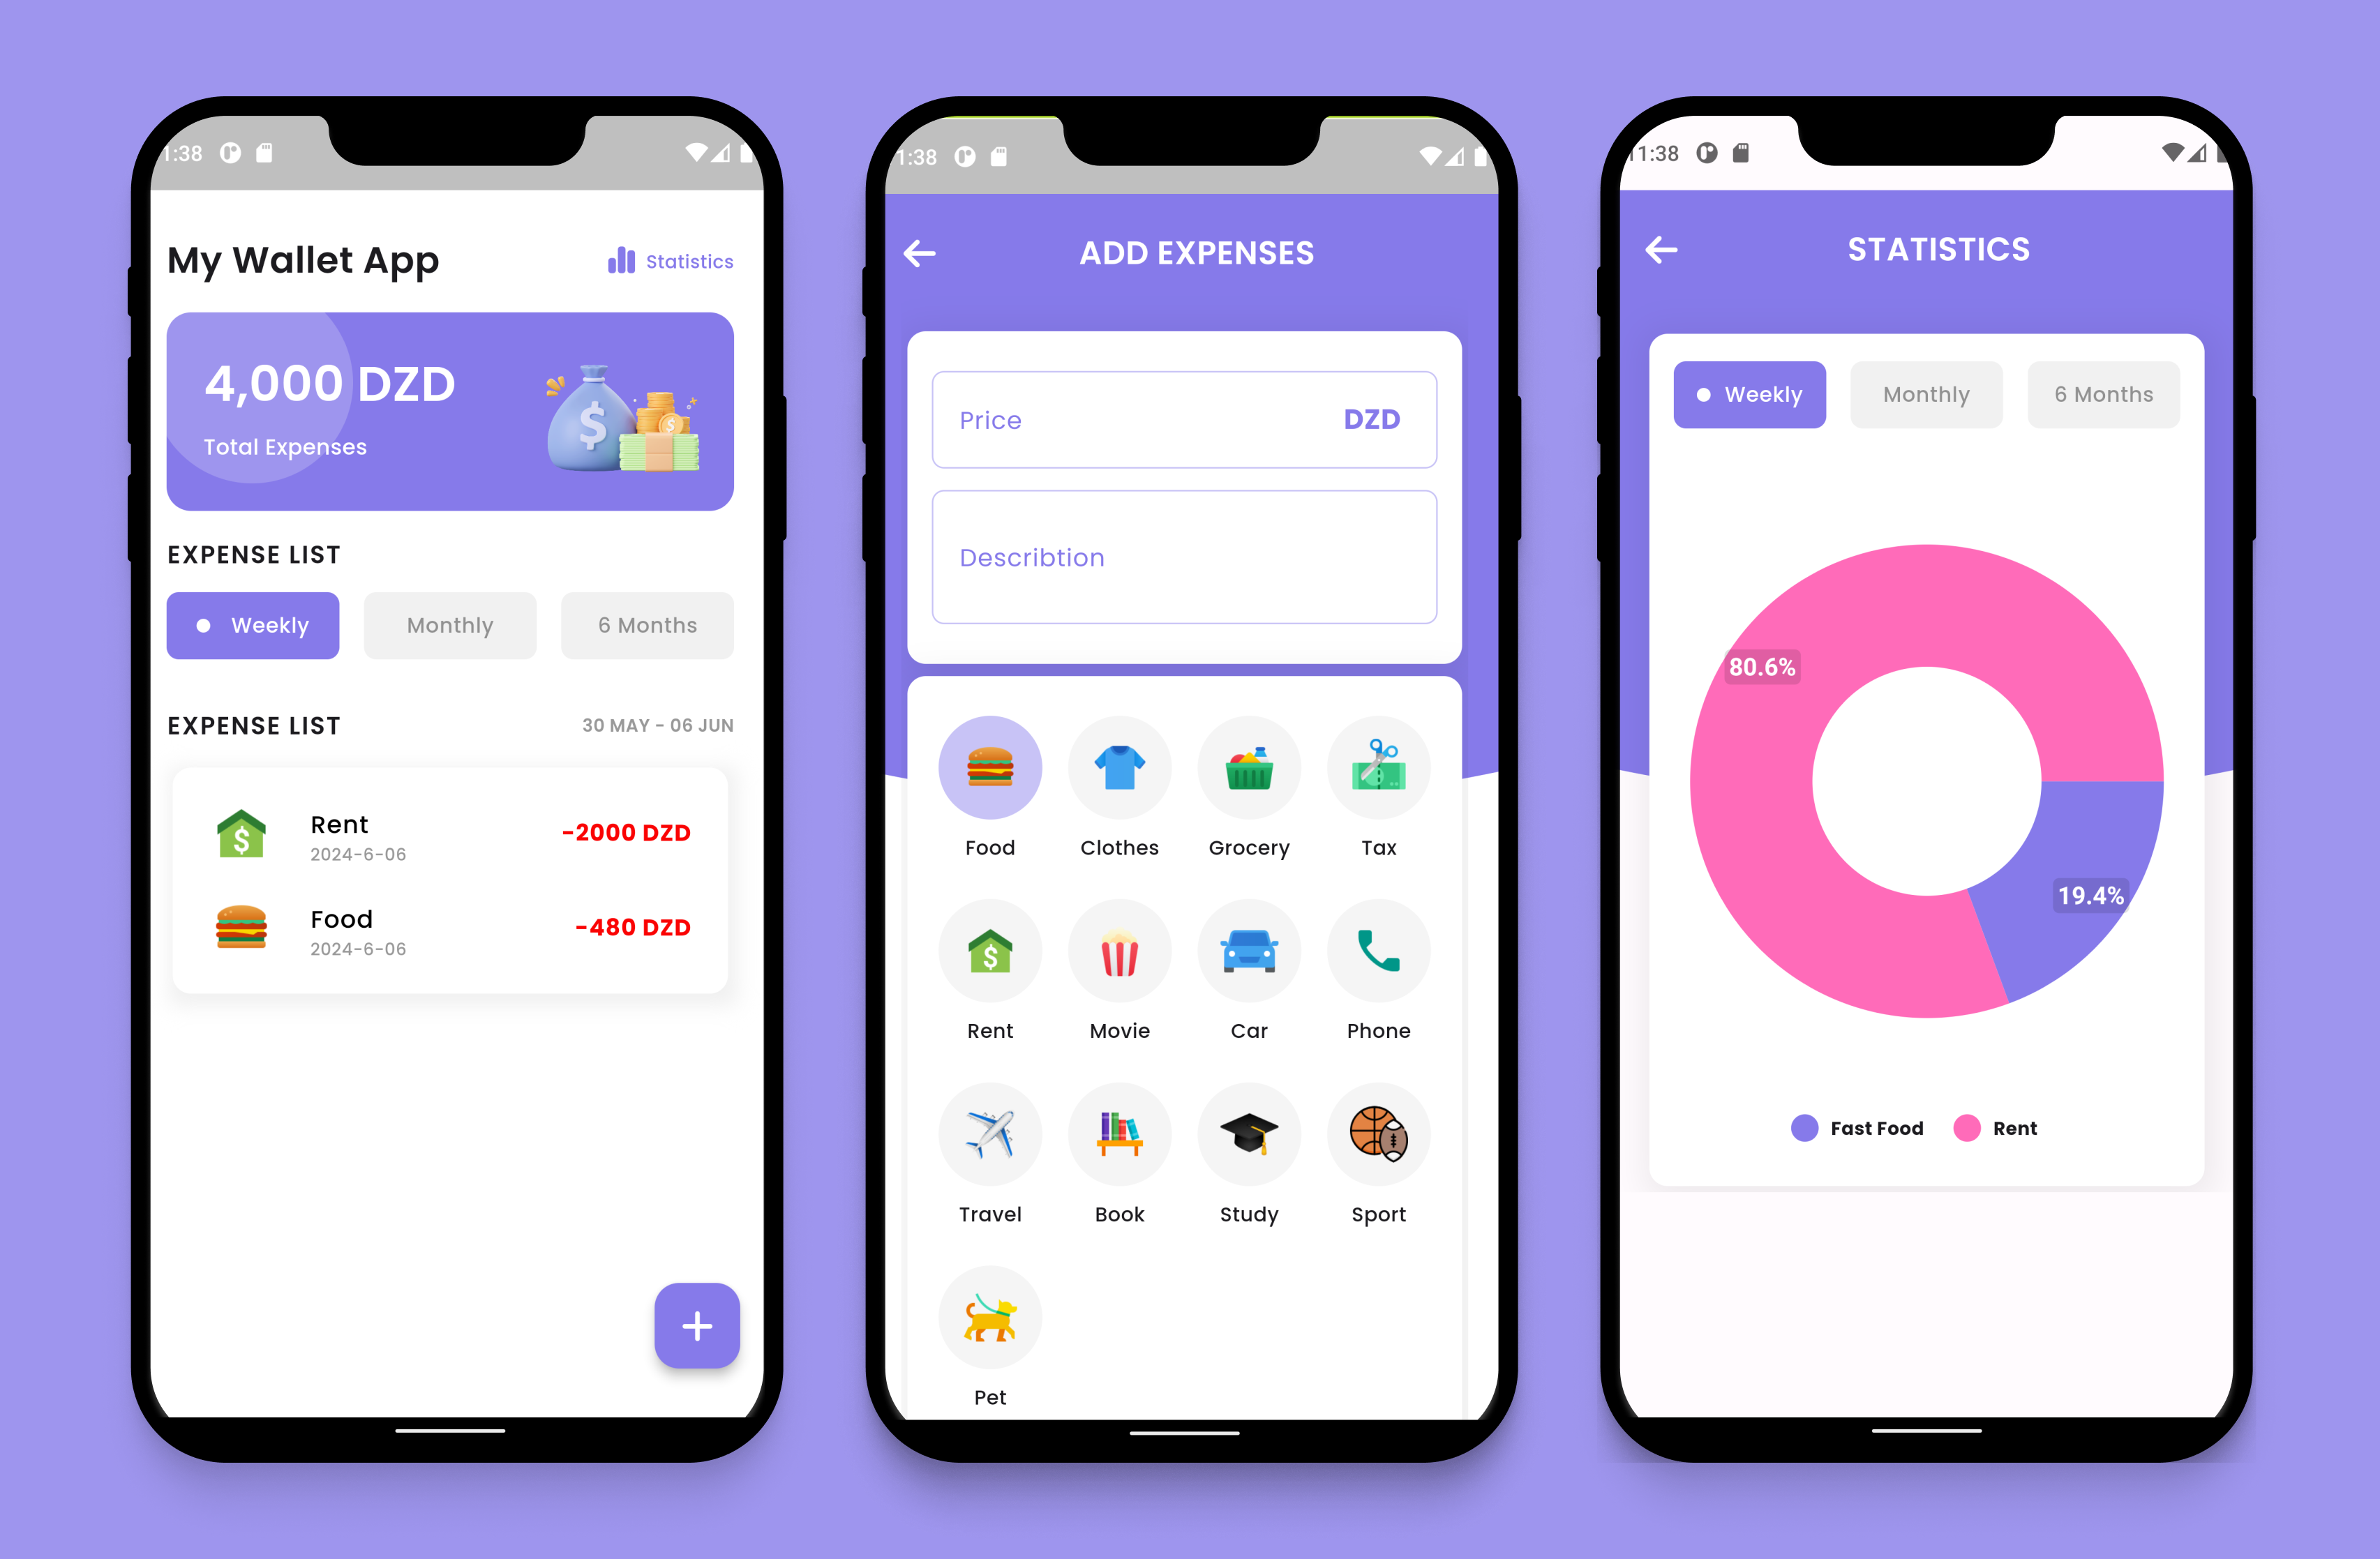 1:38
My Wallet App
Statistics
4,000 DZD
Total Expenses
EXPENSE LIST
Weekly
Monthly
6 Months
EXPENSE LIST
30 MAY - 06 JUN
Rent
2024-6-06
-2000 DZD
Food
2024-6-06
-480 DZD
1:38
ADD EXPENSES
Price
DZD
Describtion
Food
Clothes
Grocery
Tax
Rent
Movie
Car
Phone
Travel
Book
Study
Sport
Pet
11:38
STATISTICS
Weekly
Monthly
6 Months
80.6%
19.4%
Fast Food
Rent